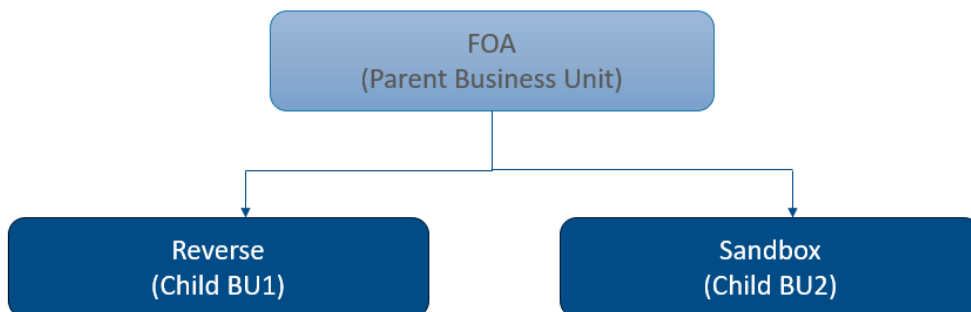 FOA
(Parent Business Unit)
Reverse
(Child BU1)
Sandbox
(Child BU2)